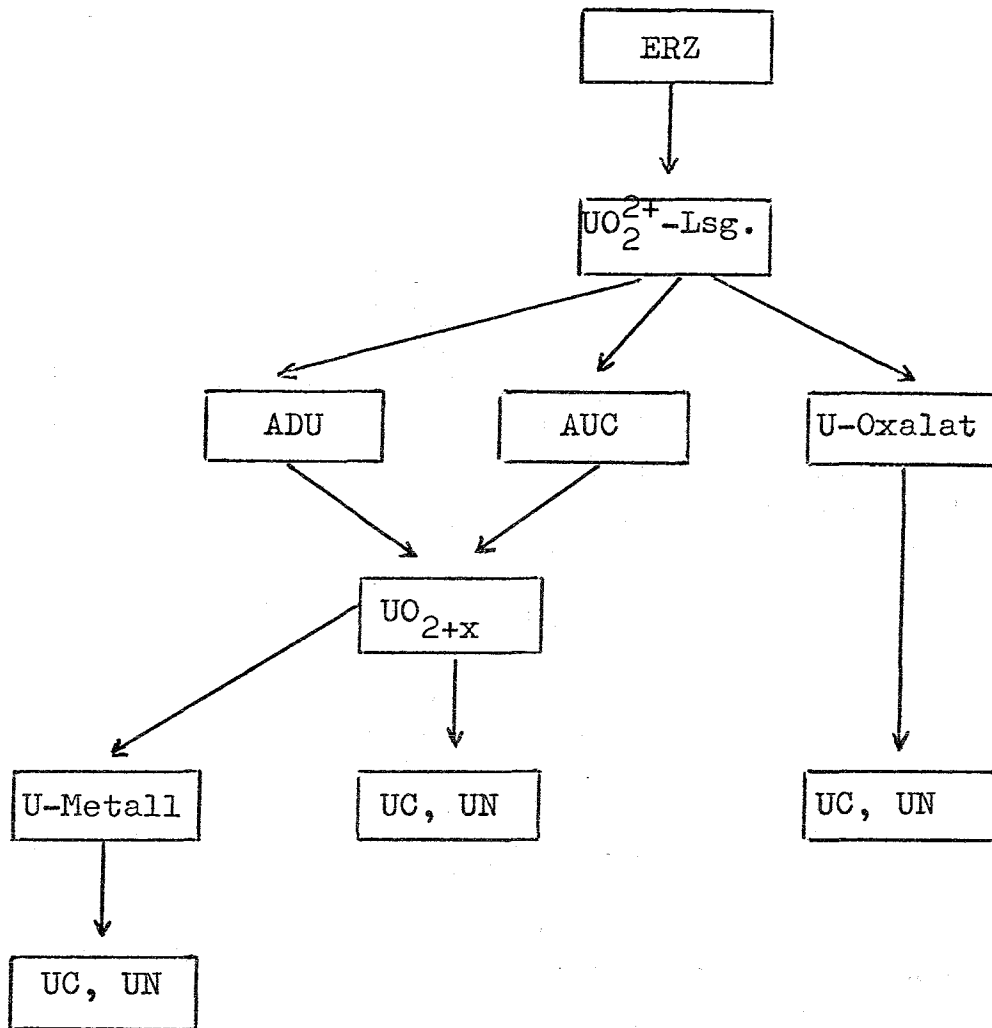 ERZ
UO₂²⁺-Lsg.
ADU
AUC
U-Oxalat
UO₂₊ₓ
U-Metall
UC, UN
UC, UN
UC, UN